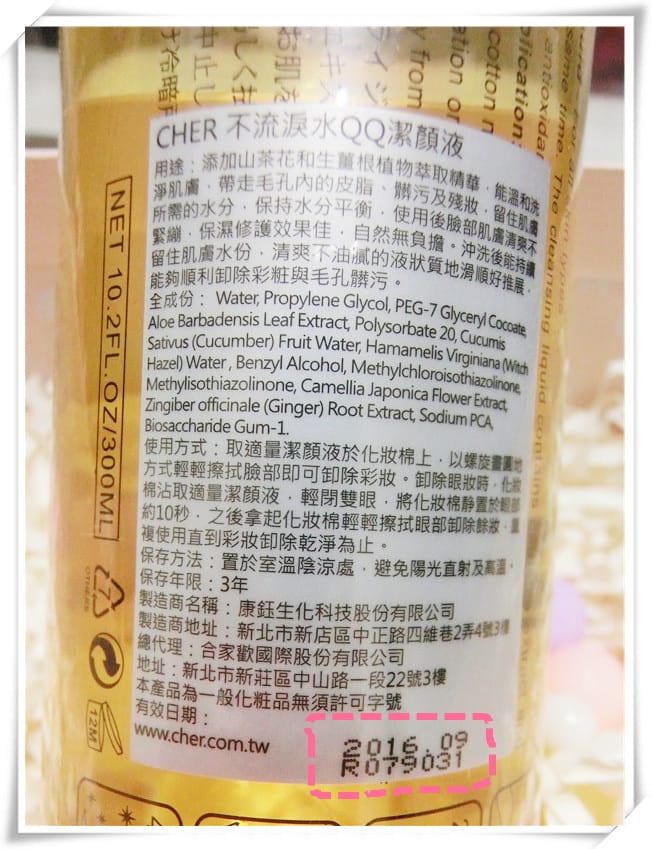 CHER 不流淚水QQ潔顏液
用途：添加山茶花和生薑根植物萃取精華，能溫和洗
淨肌膚，帶走毛孔內的皮脂、髒污及殘妝，留住肌膚
所需的水分，保持水分平衡，使用後臉部肌膚清爽不
緊繃，保濕修護效果佳，自然無負擔。沖洗後能持續
留住肌膚水份，清爽不油膩的液狀質地滑順好推展，
能夠順利卸除彩粧與毛孔髒污。
全成份： Water, Propylene Glycol, PEG-7 Glyceryl Cocoate,
Aloe Barbadensis Leaf Extract, Polysorbate 20, Cucumis
Sativus (Cucumber) Fruit Water, Hamamelis Virginiana (Witch
Hazel) Water , Benzyl Alcohol, Methylchloroisothiazolinone,
Methylisothiazolinone, Camellia Japonica Flower Extract,
Zingiber officinale (Ginger) Root Extract, Sodium PCA,
Biosaccharide Gum-1.
使用方式：取適量潔顏液於化妝棉上，以螺旋畫圓地
方式輕輕擦拭臉部即可卸除彩妝。卸除眼妝時，化妝
棉沾取適量潔顏液，輕閉雙眼，將化妝棉靜置於眼部
約10秒，之後拿起化妝棉輕輕擦拭眼部卸除餘妝，重
複使用直到彩妝卸除乾淨為止。
保存方法：置於室溫陰涼處，避免陽光直射及高溫。
保存年限：3年
製造商名稱：康鈺生化科技股份有限公司
製造商地址：新北市新店區中正路四維巷2弄4號3樓
總代理：合家歡國際股份有限公司
地址：新北市新莊區中山路一段22號3樓
本產品為一般化粧品無須許可字號
有效日期：
www.cher.com.tw
2016.09
R079031
NET 10.2FL.OZ/300ML
7
OTHERS
12M
same time. The cleansing liquid contains
antioxidan
plication:
cotton